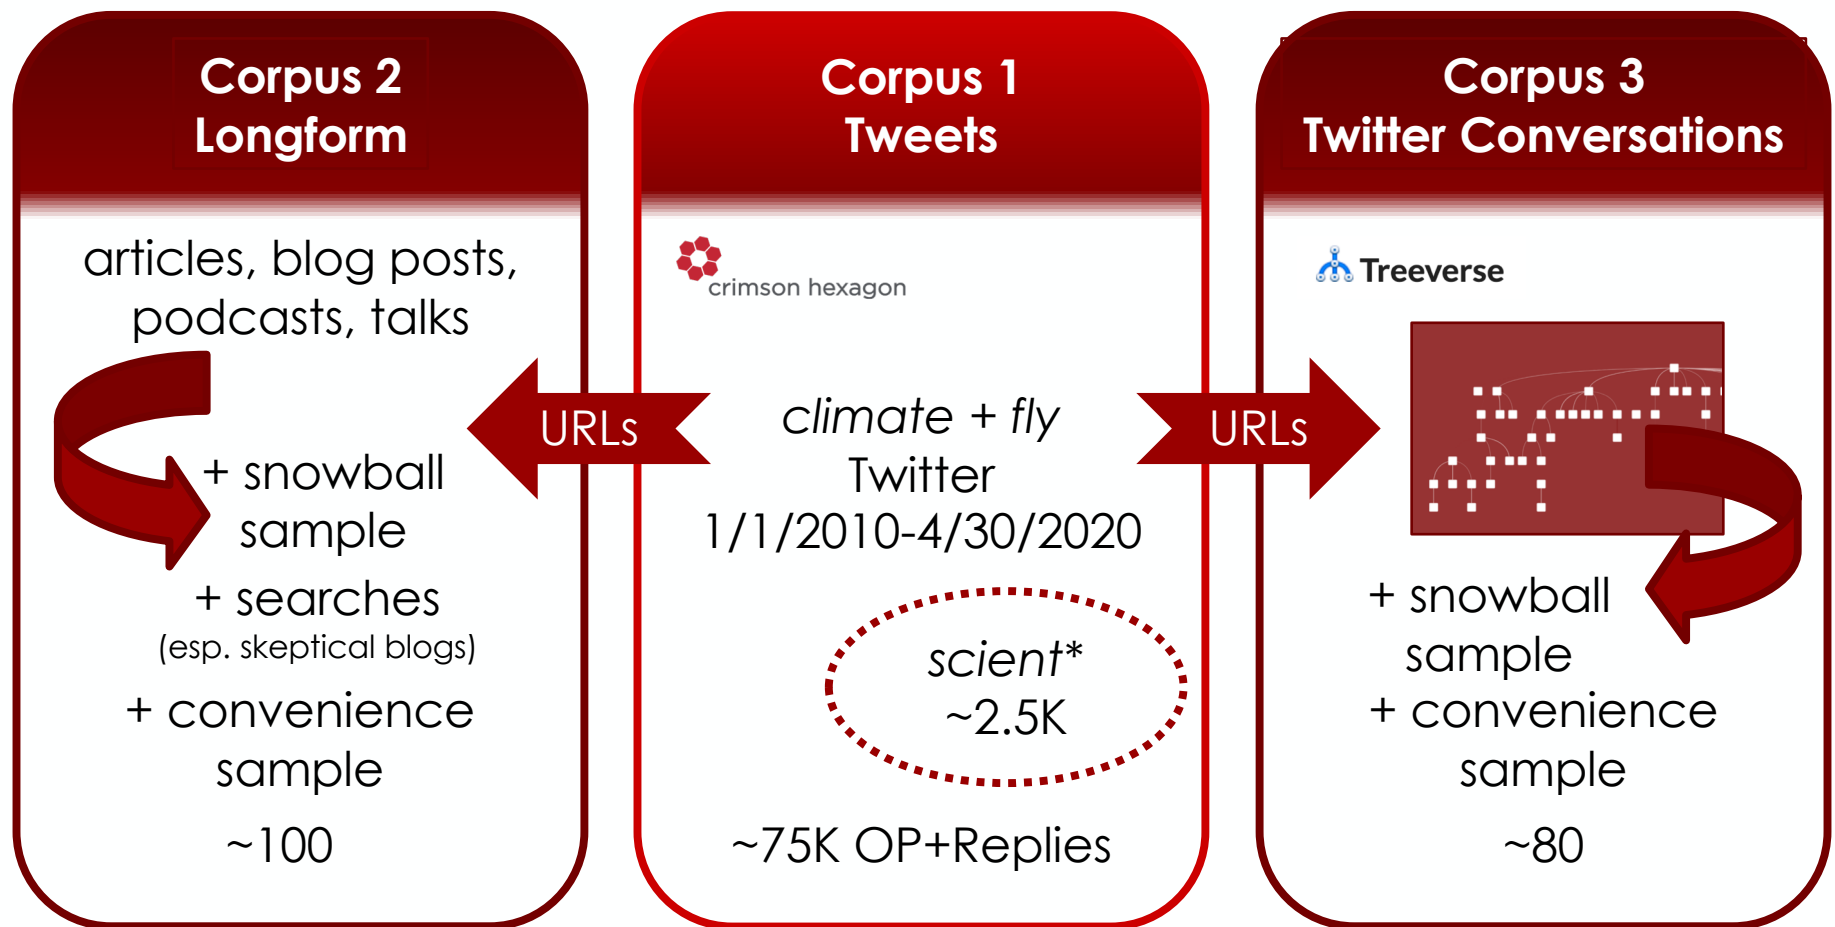 Corpus 2
Longform
articles, blog posts,
podcasts, talks
+ snowball
sample
+ searches
(esp. skeptical blogs)
+ convenience
sample
~100
URLs
Corpus 1
Tweets
crimson hexagon
climate + fly
Twitter
1/1/2010-4/30/2020
scient*
~2.5K
~75K OP+Replies
URLs
Corpus 3
Twitter Conversations
Treeverse
+ snowball
sample
+ convenience
sample
~80